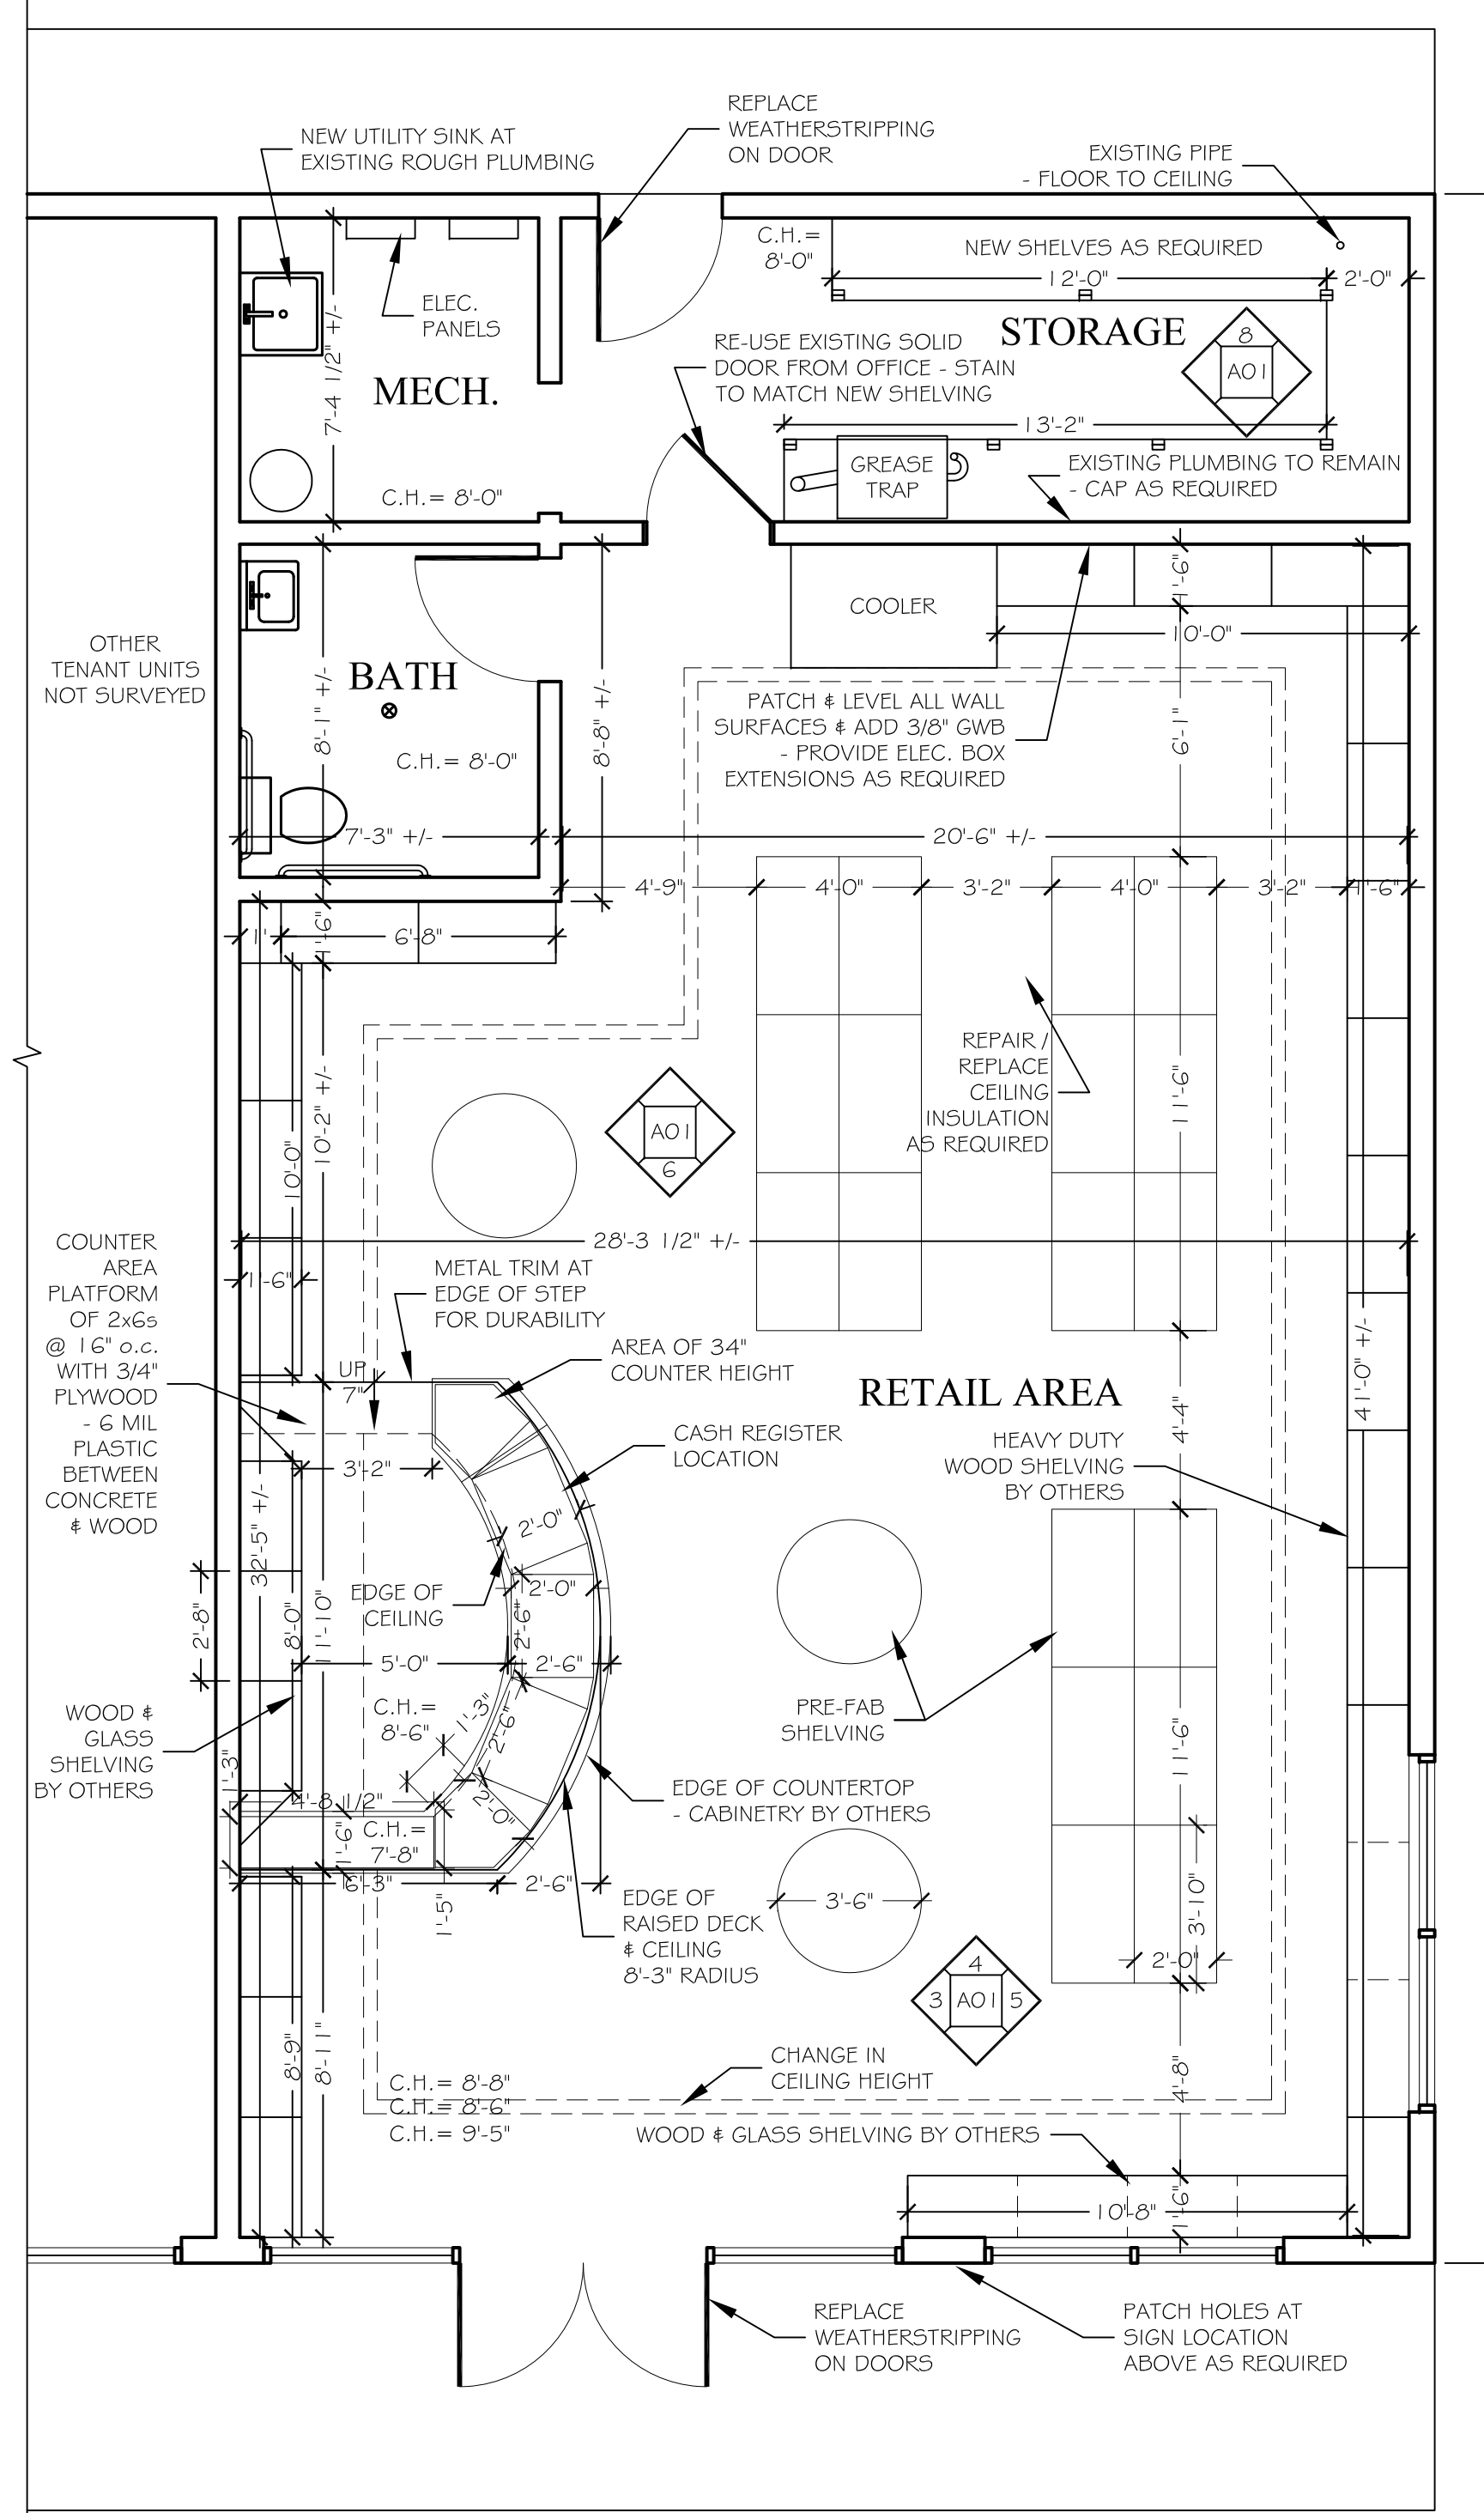 REPLACE
WEATHERSTRIPPING
ON DOOR
NEW UTILITY SINK AT
EXISTING ROUGH PLUMBING
EXISTING PIPE
- FLOOR TO CEILING
C.H. =
8'-0"
NEW SHELVES AS REQUIRED
12'-0"
2'-0"
ELEC.
PANELS
STORAGE
8
A01
RE-USE EXISTING SOLID
DOOR FROM OFFICE - STAIN
TO MATCH NEW SHELVING
7'-4 1/2" +/-
MECH.
13'-2"
GREASE
TRAP
EXISTING PLUMBING TO REMAIN
- CAP AS REQUIRED
C.H. = 8'-0"
1'-6"
COOLER
10'-0"
OTHER
TENANT UNITS
NOT SURVEYED
BATH
8'-1" +/-
8'-8" +/-
C.H. = 8'-0"
PATCH & LEVEL ALL WALL
SURFACES & ADD 3/8" GWB
- PROVIDE ELEC. BOX
EXTENSIONS AS REQUIRED
6'-1"
7'-3" +/-
20'-6" +/-
4'-9"
4'-0"
3'-2"
4'-0"
3'-2"
1'-6"
1'
1'-6"
6'-8"
REPAIR /
REPLACE
CEILING
INSULATION
AS REQUIRED
11'-6"
10'-2" +/-
10'-0"
A01
6
28'-3 1/2" +/-
1'-6"
COUNTER
AREA
PLATFORM
OF 2x6s
@ 16" o.c.
WITH 3/4"
PLYWOOD
- 6 MIL
PLASTIC
BETWEEN
CONCRETE
& WOOD
METAL TRIM AT
EDGE OF STEP
FOR DURABILITY
AREA OF 34"
COUNTER HEIGHT
UP
7"
RETAIL AREA
41'-0" +/-
4'-4"
CASH REGISTER
LOCATION
HEAVY DUTY
WOOD SHELVING
BY OTHERS
3'-2"
32'-5" +/-
2'-0"
EDGE OF
CEILING
2'-0"
2'-8"
8'-0"
11'-10"
2'-6"
5'-0"
2'-6"
C.H. =
8'-6"
1'-3"
2'-6"
WOOD &
GLASS
SHELVING
BY OTHERS
PRE-FAB
SHELVING
11'-6"
1'-3"
4'-8 1/2"
2'-0"
EDGE OF COUNTERTOP
- CABINETRY BY OTHERS
1'-6"
C.H. =
7'-8"
6'-3"
2'-6"
1'-5"
EDGE OF
RAISED DECK
& CEILING
8'-3" RADIUS
3'-6"
3'-10"
2'-0"
4
3
A01
5
8'-9"
8'-11"
CHANGE IN
CEILING HEIGHT
4'-8"
C.H. = 8'-8"
C.H. = 8'-6"
C.H. = 9'-5"
WOOD & GLASS SHELVING BY OTHERS
10'-8"
1'-6"
REPLACE
WEATHERSTRIPPING
ON DOORS
PATCH HOLES AT
SIGN LOCATION
ABOVE AS REQUIRED